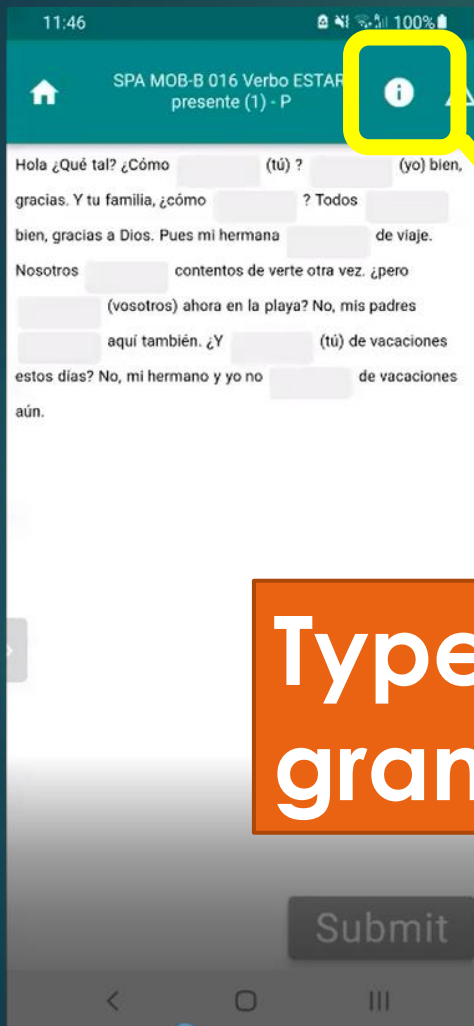 11:46 100%
SPA MOB-B 016 Verbo ESTAR
presente (1) - P
Hola ¿Qué tal? ¿Cómo (tú) ? (yo) bien,
gracias. Y tu familia, ¿cómo ? Todos
bien, gracias a Dios. Pues mi hermana de viaje.
Nosotros contentos de verte otra vez. ¿pero
(vosotros) ahora en la playa? No, mis padres
aquí también. ¿Y (tú) de vacaciones
estos días? No, mi hermano y yo no de vacaciones
aún.
Type
gran
Submit